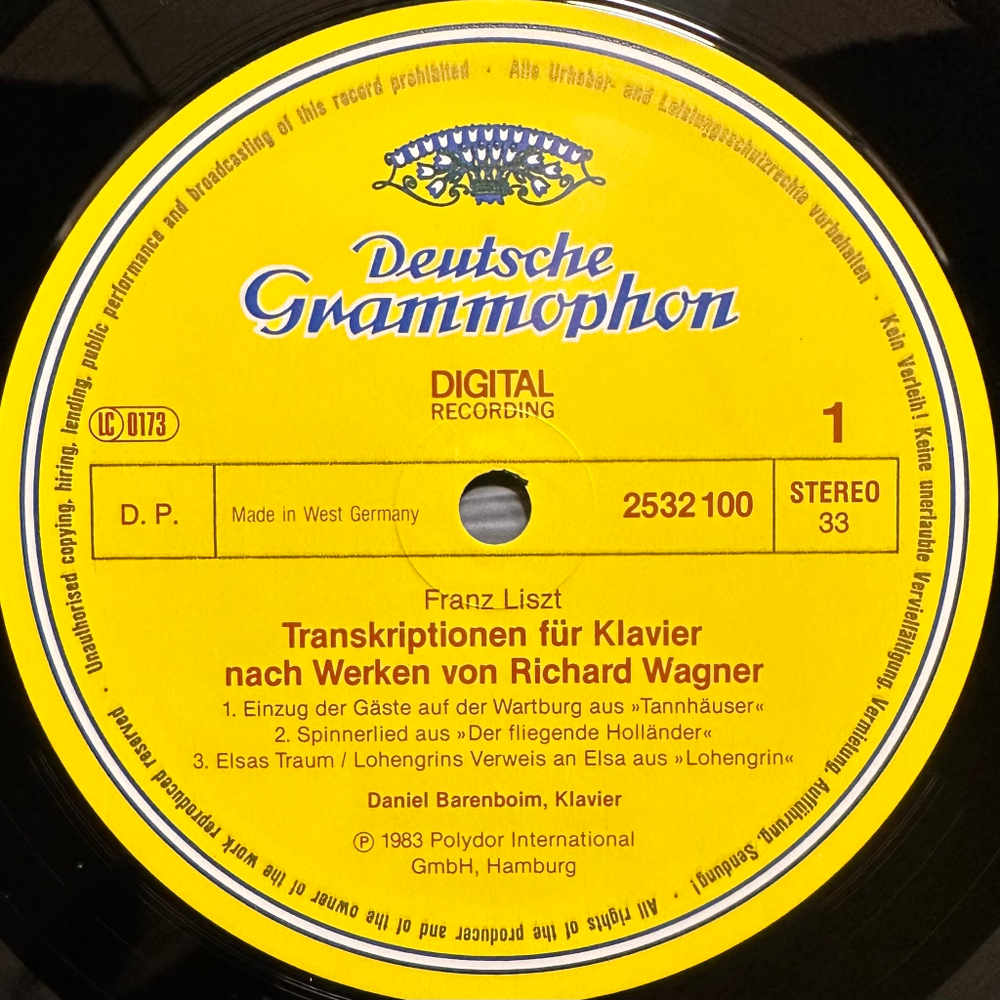 Deutsche
Grammophon
DIGITAL
RECORDING
LC 0173
1
D. P.
Made in West Germany
2532 100
STEREO
33
Franz Liszt
Transkriptionen für Klavier
nach Werken von Richard Wagner
1. Einzug der Gäste auf der Wartburg aus »Tannhäuser«
2. Spinnerlied aus »Der fliegende Holländer«
3. Elsas Traum / Lohengrins Verweis an Elsa aus »Lohengrin«
Daniel Barenboim, Klavier
Ⓟ 1983 Polydor International
GmbH, Hamburg
Alle Urheber- und Leistungsschutzrechte vorbehalten · Kein Verleih! Keine unerlaubte Vervielfältigung, Vermietung, Aufführung, Sendung! · All rights of the producer and of the owner of the work reproduced reserved · Unauthorised copying, hiring, lending, public performance and broadcasting of this record prohibited ·